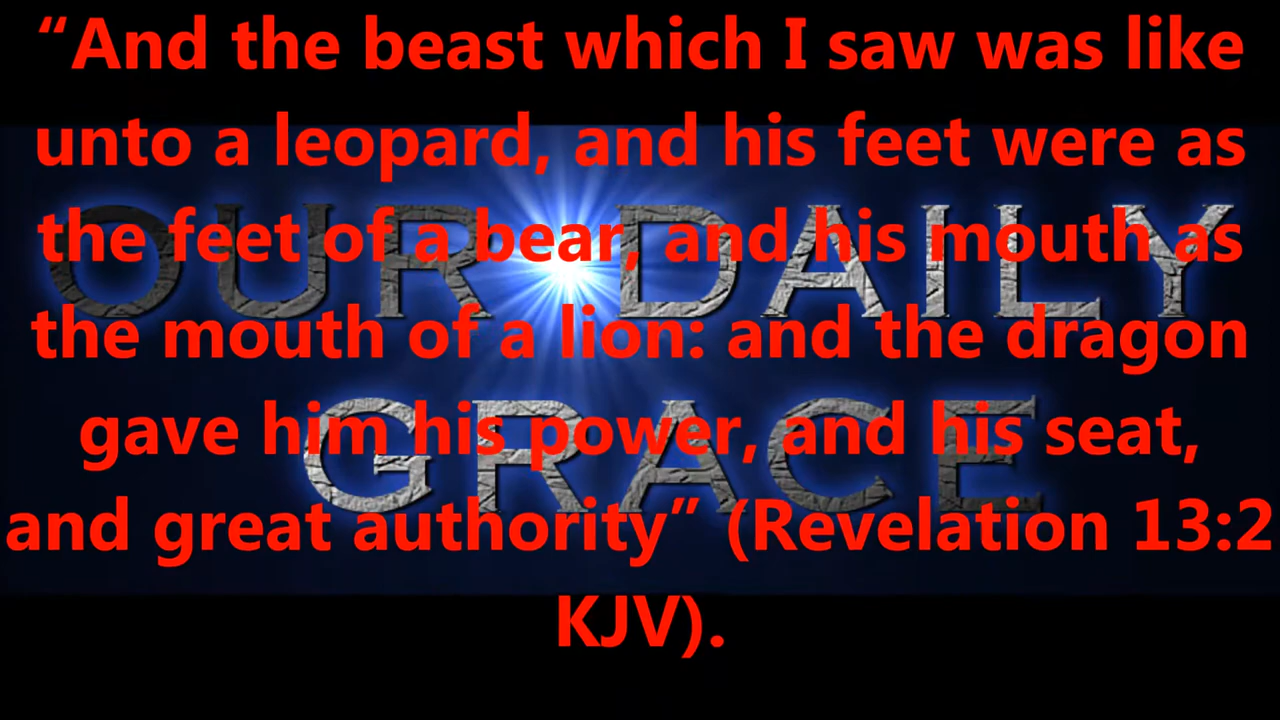 “And the beast which I saw was like
unto a leopard, and his feet were as
the feet of a bear, and his mouth as
the mouth of a lion: and the dragon
gave him his power, and his seat,
and great authority” (Revelation 13:2
KJV).
OUR DAILY
GRACE